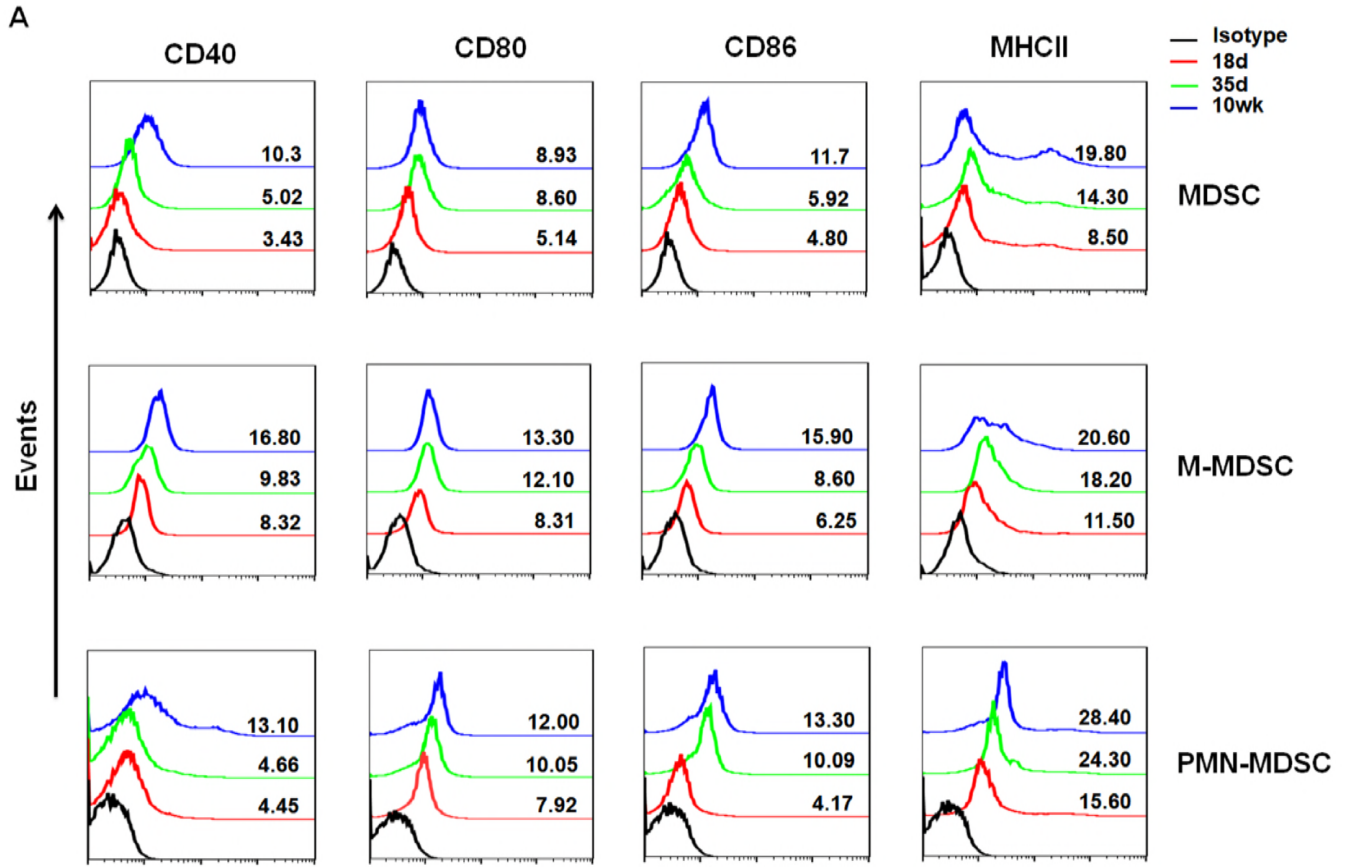 A
CD40
CD80
CD86
MHCII
Isotype
18d
35d
10wk
10.3
5.02
3.43
8.93
8.60
5.14
11.7
5.92
4.80
19.80
14.30
8.50
MDSC
Events
16.80
9.83
8.32
13.30
12.10
8.31
15.90
8.60
6.25
20.60
18.20
11.50
M-MDSC
13.10
4.66
4.45
12.00
10.05
7.92
13.30
10.09
4.17
28.40
24.30
15.60
PMN-MDSC